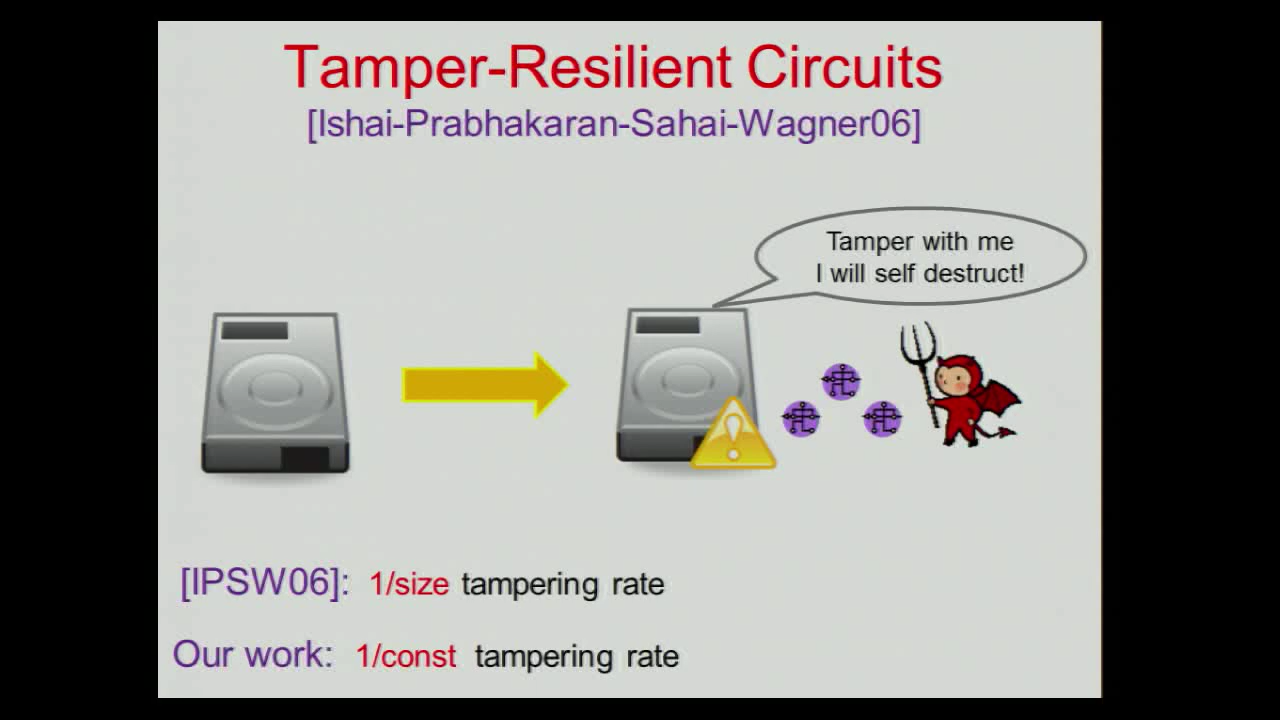 Tamper-Resilient Circuits
[Ishai-Prabhakaran-Sahai-Wagner06]
Tamper with me
I will self destruct!
[IPSW06]: 1/size tampering rate
Our work: 1/const tampering rate